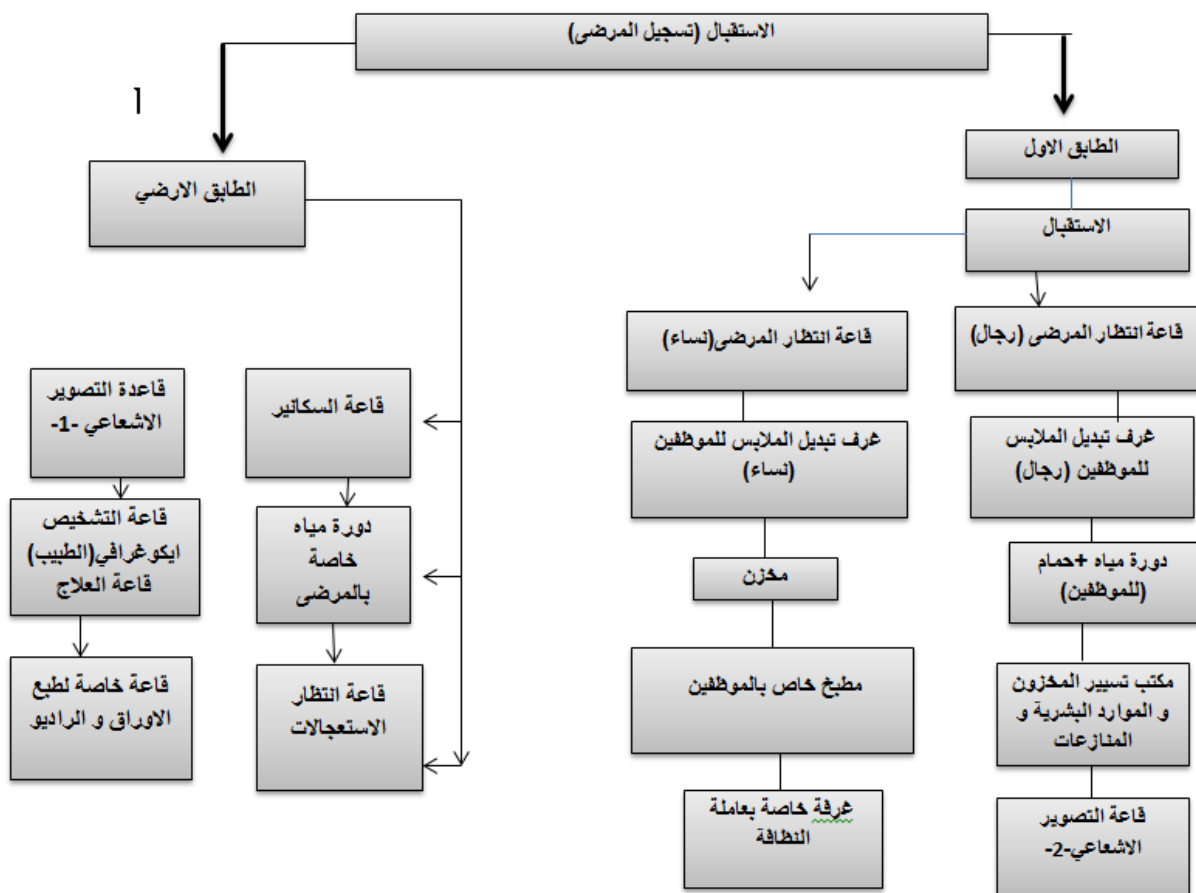 الاستقبال (تسجيل المرضى)
أ
الطابق الاول
الطابق الارضي
الاستقبال
قاعة انتظار المرضى (رجال)
قاعة انتظار المرضى(نساء)
غرف تبديل الملابس
للموظفين (رجال)
غرف تبديل الملابس للموظفين
(نساء)
دورة مياه +حمام
(للموظفين)
مخزن
مكتب تسيير المخزون
و الموارد البشرية و
المنازعات
مطبخ خاص بالموظفين
قاعة التصوير
الاشعاعي-2-
غرفة خاصة بعاملة
النظافة
قاعة السكانير
دورة مياه
خاصة
بالمرضى
قاعة انتظار
الاستعجالات
قاعدة التصوير
الاشعاعي -1-
قاعة التشخيص
ايكوغرافي(الطبيب)
قاعة العلاج
قاعة خاصة لطبع
الاوراق و الراديو